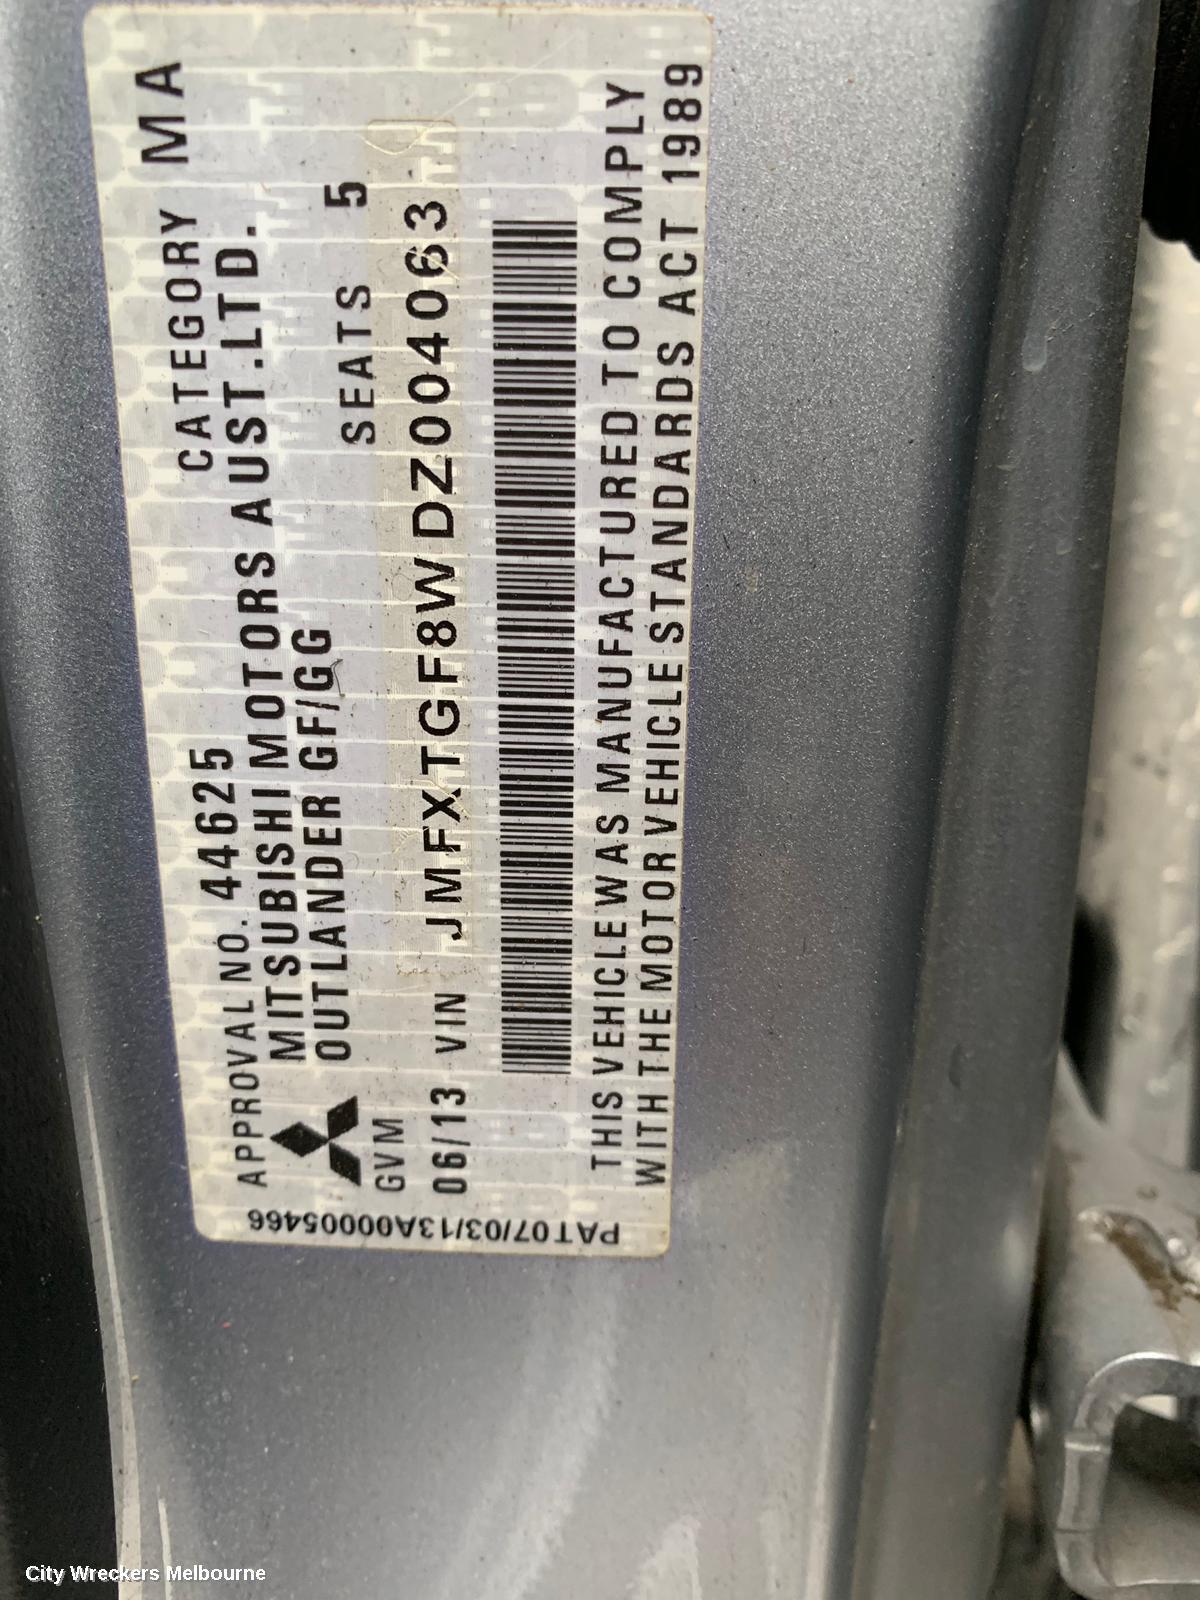 APPROVAL NO. 44625 CATEGORY MA
MITSUBISHI MOTORS AUST.LTD.
OUTLANDER GF/GG
GVM SEATS 5
06/13 VIN JMFXTGF8WDZ004063
THIS VEHICLE WAS MANUFACTURED TO COMPLY
WITH THE MOTOR VEHICLE STANDARDS ACT 1989
PAT07/03/13A00005466
City Wreckers Melbourne